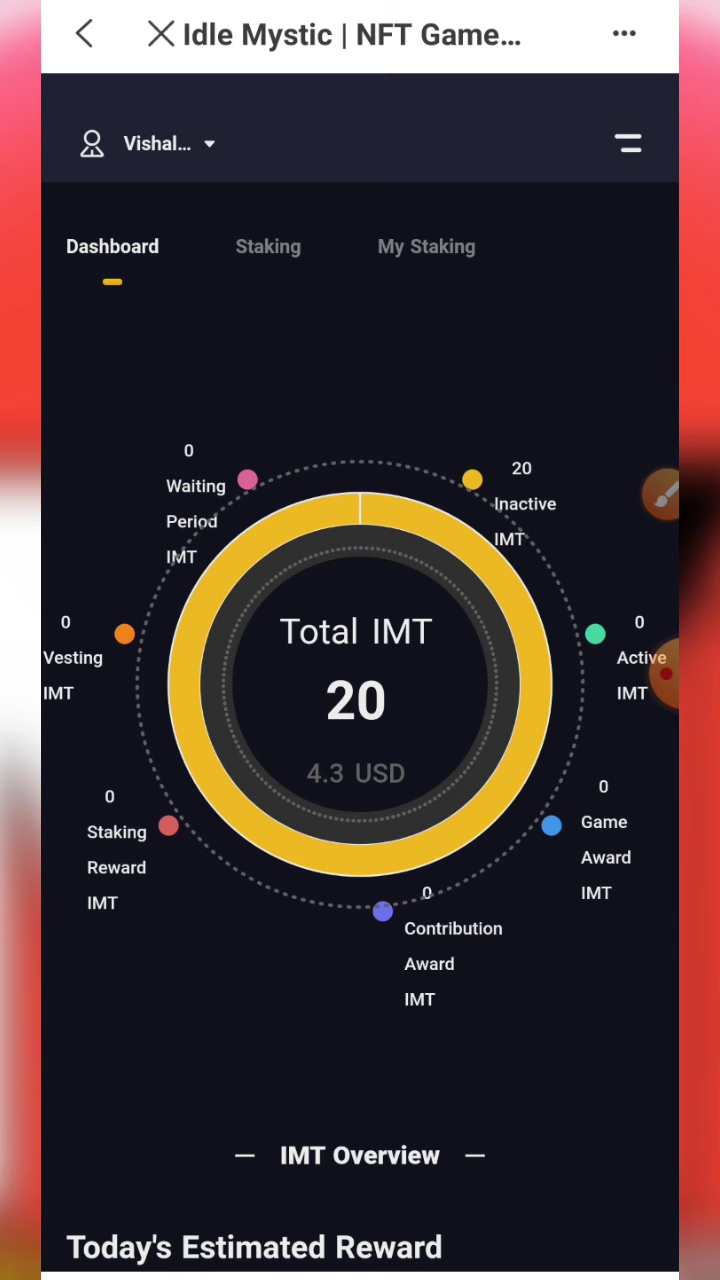 Idle Mystic | NFT Game...
Vishal...
Dashboard
Staking
My Staking
0
Waiting
Period
IMT
20
Inactive
IMT
0
Vesting
IMT
0
Active
IMT
Total IMT
20
4.3 USD
0
Staking
Reward
IMT
0
Game
Award
IMT
0
Contribution
Award
IMT
IMT Overview
Today's Estimated Reward